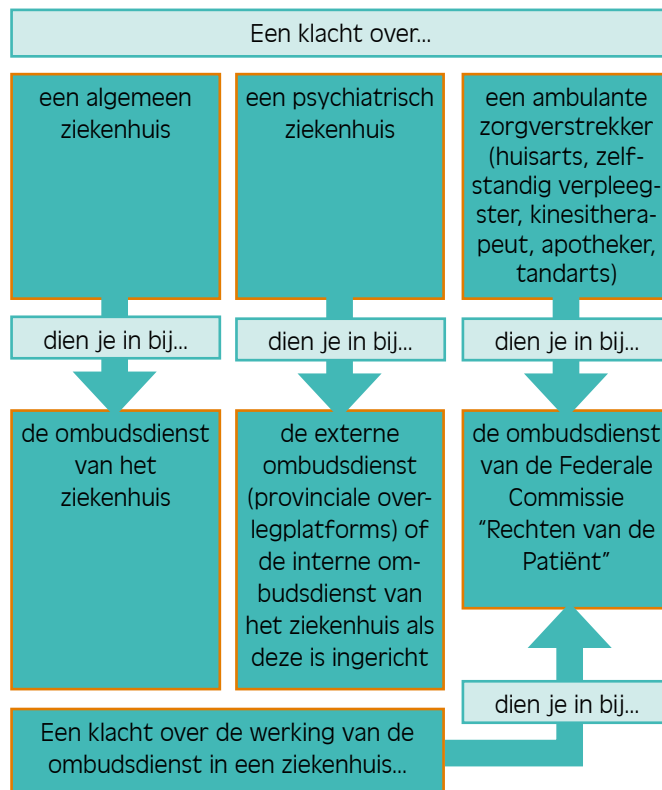 Een klacht over...
een algemeen
ziekenhuis
dien je in bij...
de ombudsdienst
van het
ziekenhuis
een psychiatrisch
ziekenhuis
dien je in bij...
de externe
ombudsdienst
(provinciale over-
legplatforms) of
de interne om-
budsdienst van
het ziekenhuis als
deze is ingericht
een ambulante
zorgverstrekker
(huisarts, zelf-
standig verpleeg-
ster, kinesithera-
peut, apotheker,
tandarts)
dien je in bij...
de ombudsdienst
van de Federale
Commissie
“Rechten van de
Patiënt”
Een klacht over de werking van de
ombudsdienst in een ziekenhuis...
dien je in bij...